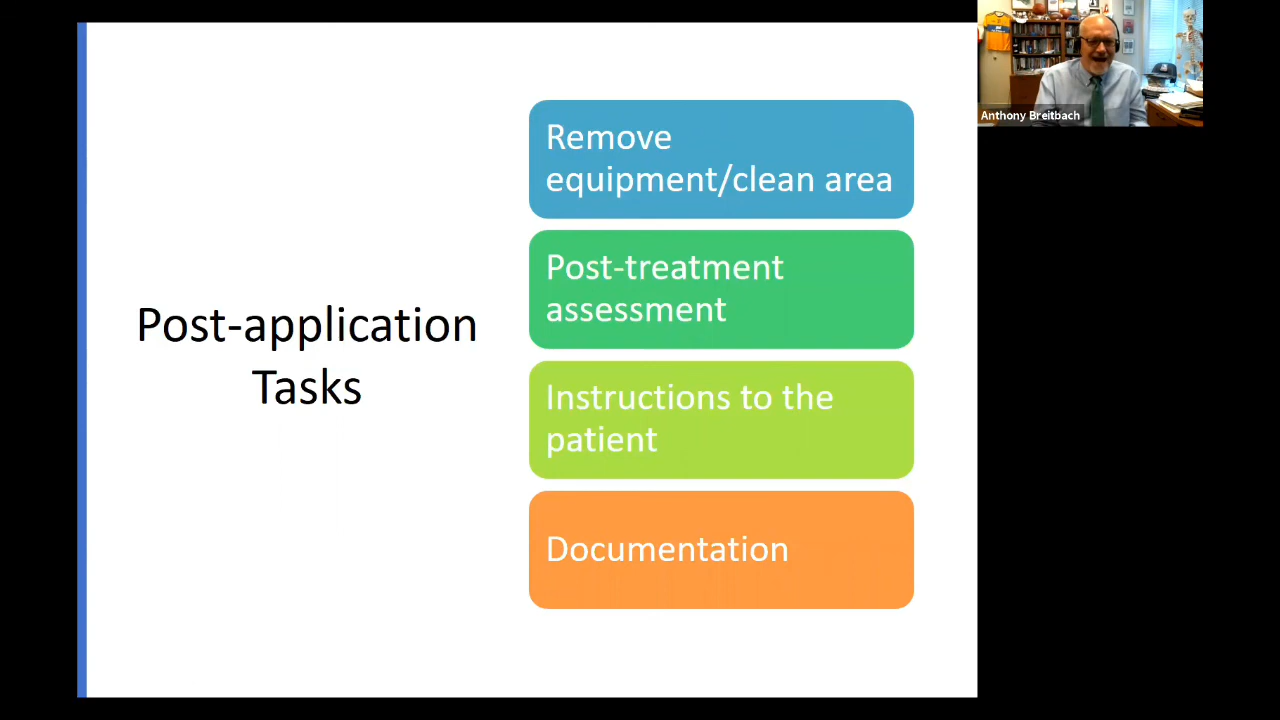 Post-application
Tasks
Remove
equipment/clean area
Post-treatment
assessment
Instructions to the
patient
Documentation
Anthony Breitbach